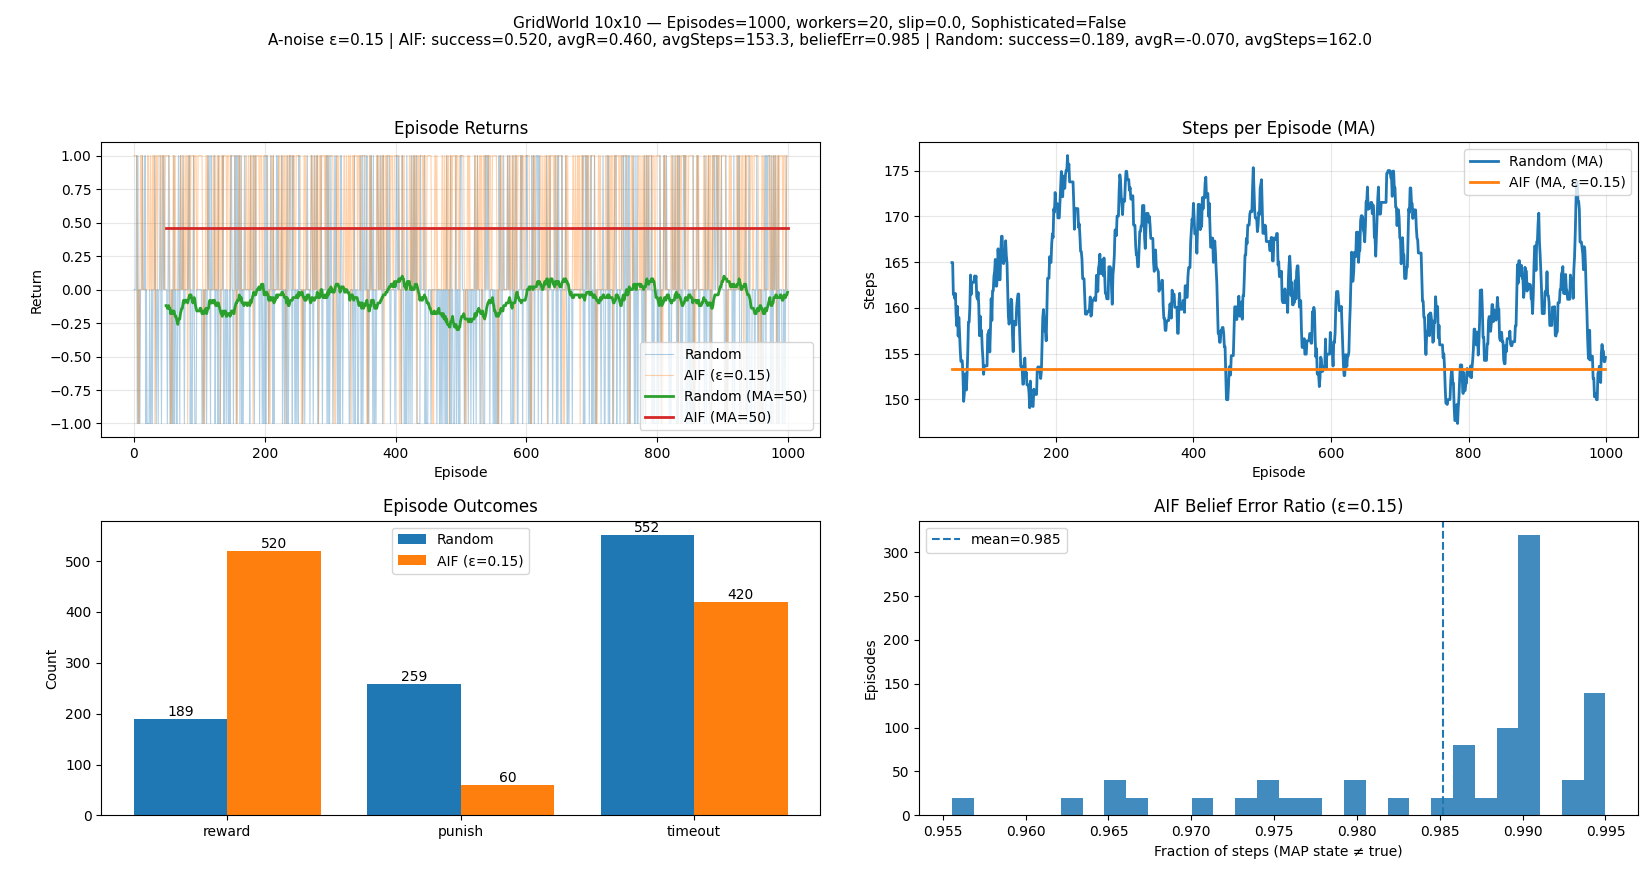 GridWorld 10x10 — Episodes=1000, workers=20, slip=0.0, Sophisticated=False
A-noise ε=0.15 | AIF: success=0.520, avgR=0.460, avgSteps=153.3, beliefErr=0.985 | Random: success=0.189, avgR=-0.070, avgSteps=162.0
Episode Returns
1.00
0.75
0.50
0.25
0.00
−0.25
−0.50
−0.75
−1.00
Return
0
200
400
600
800
1000
Episode
Random
AIF (ε=0.15)
Random (MA=50)
AIF (MA=50)
Steps per Episode (MA)
175
170
165
160
155
150
Steps
200
400
600
800
1000
Episode
Random (MA)
AIF (MA, ε=0.15)
Episode Outcomes
500
400
300
200
100
0
Count
189
520
259
60
552
420
reward
punish
timeout
Random
AIF (ε=0.15)
AIF Belief Error Ratio (ε=0.15)
300
250
200
150
100
50
0
Episodes
mean=0.985
0.955
0.960
0.965
0.970
0.975
0.980
0.985
0.990
0.995
Fraction of steps (MAP state ≠ true)